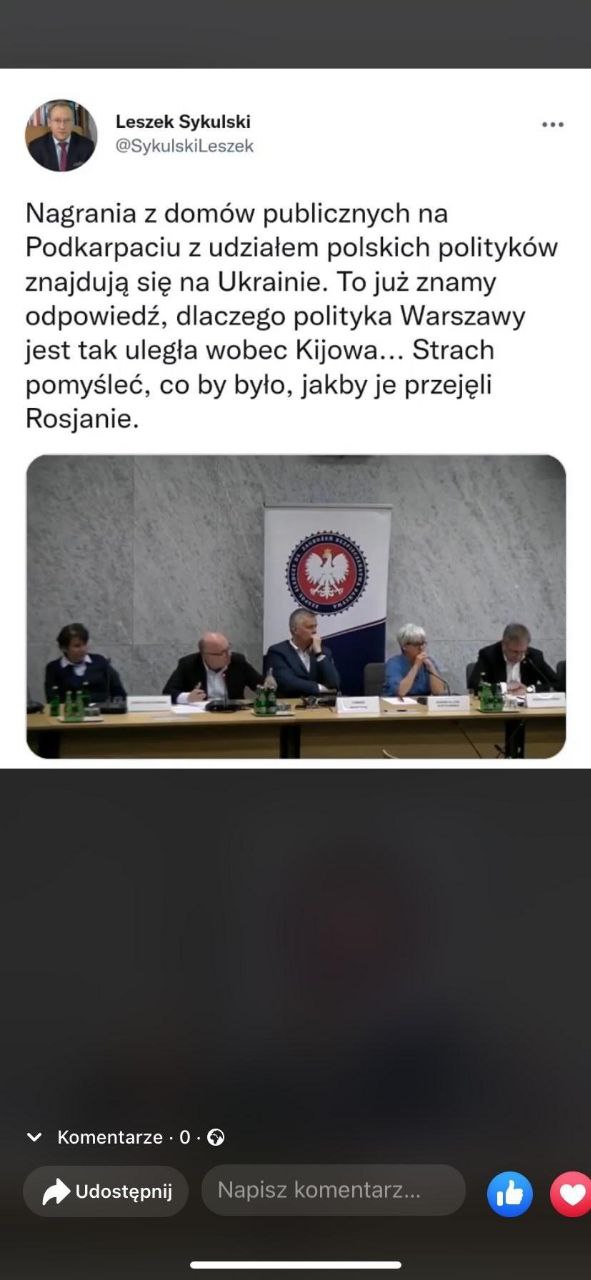 Leszek Sykulski
@SykulskiLeszek
Nagrania z domów publicznych na
Podkarpaciu z udziałem polskich polityków
znajdują się na Ukrainie. To już znamy
odpowiedź, dlaczego polityka Warszawy
jest tak uległa wobec Kijowa... Strach
pomyśleć, co by było, jakby je przejęli
Rosjanie.
Komentarze · 0 ·
Udostępnij
Napisz komentarz...